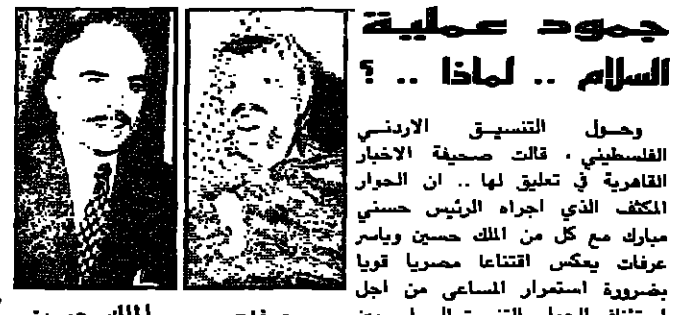 جمود عملية
السلام .. لماذا .. ؟
وحول التنسيق الاردني
الفلسطيني ، قالت صحيفة الاخبار
القاهرية في تعليق لها .. ان الحوار
المكثف الذي اجراه الرئيس حسني
مبارك مع كل من الملك حسين وياسر
عرفات يعكس اقتناعا مصريا قويا
بضرورة استمرار المساعى من اجل